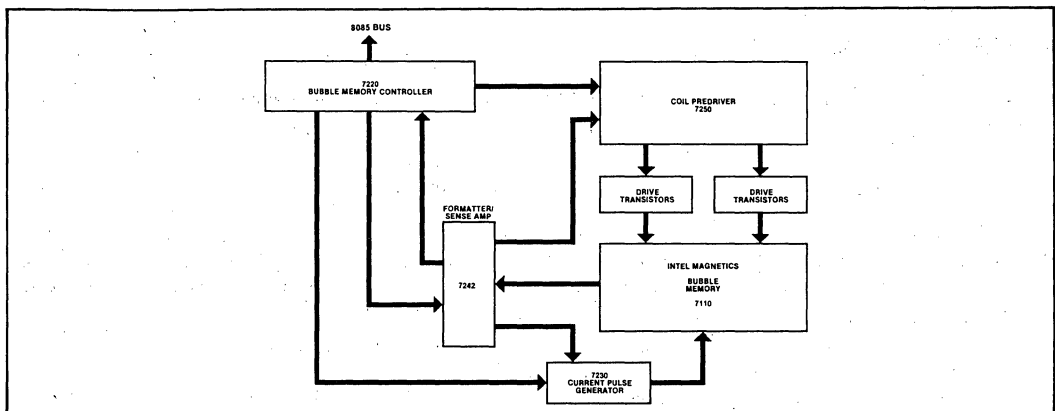 8085 BUS
7220
BUBBLE MEMORY CONTROLLER
COIL PREDRIVER
7250
DRIVE
TRANSISTORS
DRIVE
TRANSISTORS
FORMATTER/
SENSE AMP
7242
INTEL MAGNETICS
BUBBLE
MEMORY
7110
7230
CURRENT PULSE
GENERATOR